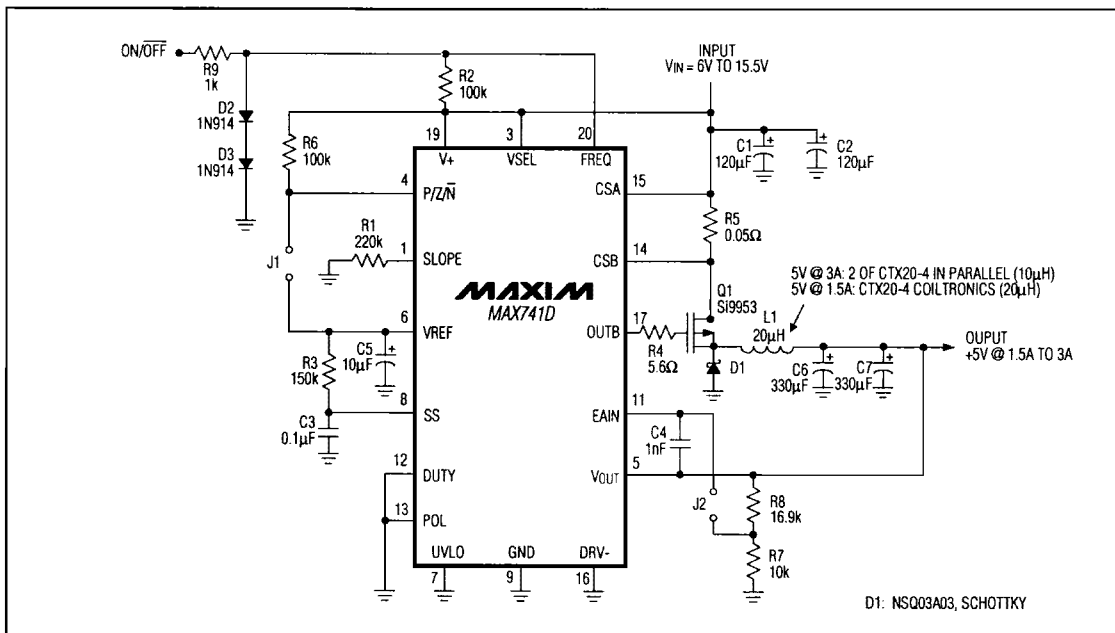 ON/OFF
R9
1k
D2
1N914
D3
1N914
R2
100k
INPUT
VIN = 6V TO 15.5V
R6
100k
19
V+
3
VSEL
20
FREQ
C1
120µF
+
C2
120µF
+
4
P/Z/N
CSA
15
R5
0.05Ω
R1
220k
1
SLOPE
CSB
14
J1
MAXIM
MAX741D
Q1
Si9953
5V @ 3A: 2 OF CTX20-4 IN PARALLEL (10µH)
5V @ 1.5A: CTX20-4 COILTRONICS (20µH)
6
VREF
OUTB
17
R4
5.6Ω
L1
20µH
D1
OUPUT
+5V @ 1.5A TO 3A
R3
150k
C5
10µF
+
C6
330µF
+
C7
330µF
+
8
SS
C3
0.1µF
EAIN
11
C4
1nF
12
DUTY
VOUT
5
13
POL
J2
R8
16.9k
R7
10k
UVLO
7
GND
9
DRV-
16
D1: NSQ03A03, SCHOTTKY